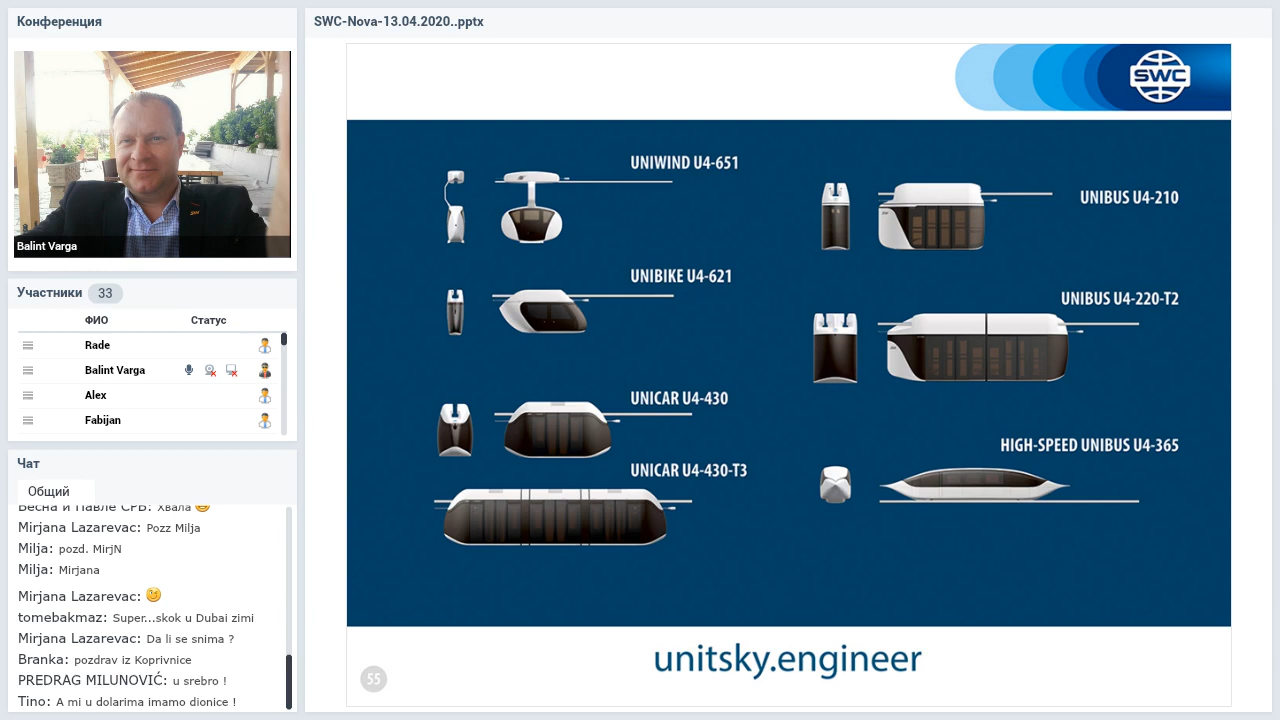 Конференция
Balint Varga
Участники 33
ФИО Статус
Rade
Balint Varga
Alex
Fabijan
Чат
Общий
Весна и Павле СРБ: Хвала
Mirjana Lazarevac: Pozz Milja
Milja: pozd. MirjN
Milja: Mirjana
Mirjana Lazarevac:
tomebakmaz: Super...skok u Dubai zimi
Mirjana Lazarevac: Da li se snima ?
Branka: pozdrav iz Koprivnice
PREDRAG MILUNOVIĆ: u srebro !
Tino: A mi u dolarima imamo dionice !
SWC-Nova-13.04.2020..pptx
SWC
UNIWIND U4-651
UNIBIKE U4-621
UNICAR U4-430
UNICAR U4-430-T3
UNIBUS U4-210
UNIBUS U4-220-T2
HIGH-SPEED UNIBUS U4-365
unitsky.engineer
55